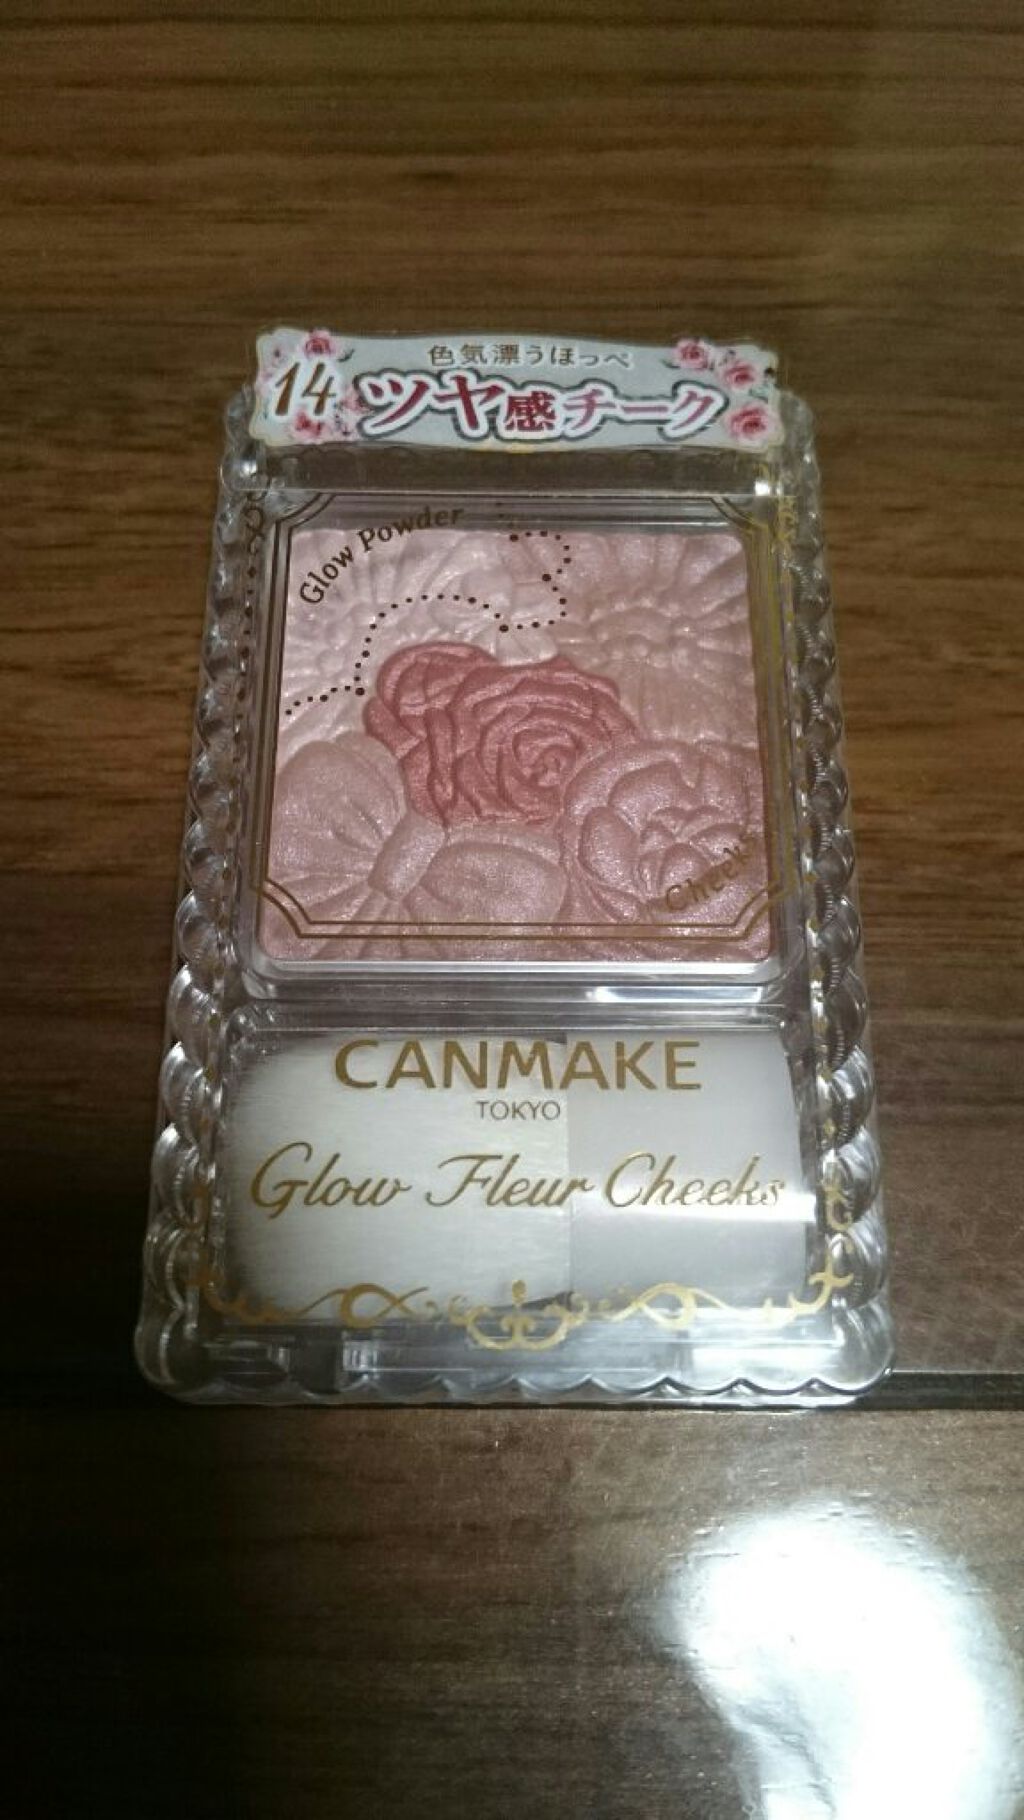 色気漂うほっぺ
14 ツヤ感チーク
Glow Powder
Cheeks
CANMAKE
TOKYO
Glow Fleur Cheeks